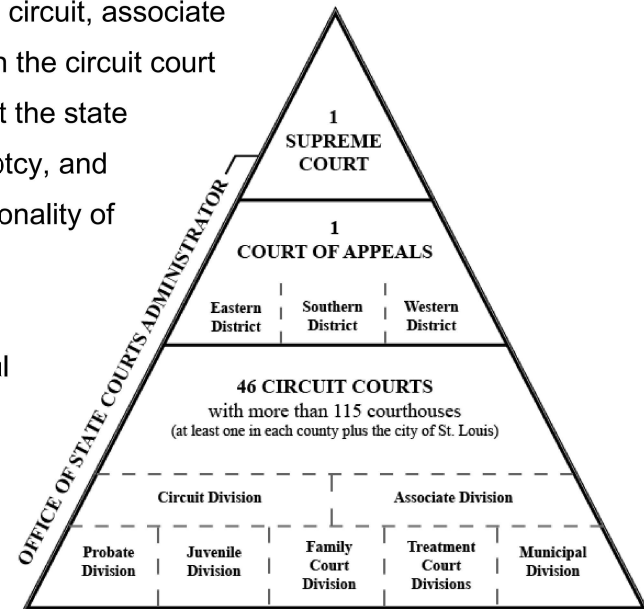 circuit, associate
the circuit court
the state
and
of
1
SUPREME
COURT
OFFICE OF STATE COURTS ADMINISTRATOR
1
COURT OF APPEALS
Eastern
District
Southern
District
Western
District
46 CIRCUIT COURTS
with more than 115 courthouses
(at least one in each county plus the city of St. Louis)
Circuit Division
Associate Division
Probate
Division
Juvenile
Division
Family
Court
Division
Treatment
Court
Divisions
Municipal
Division